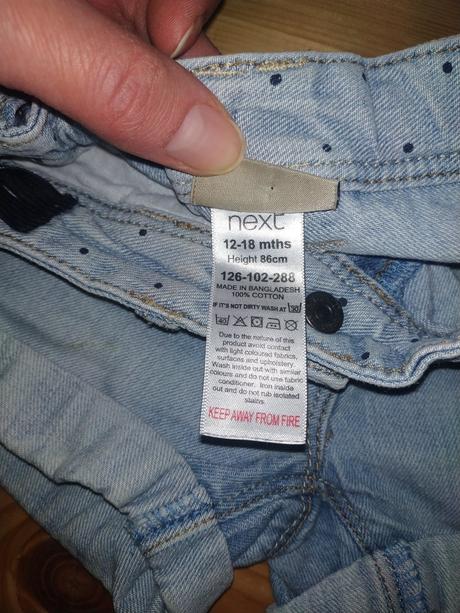 next
12-18 mths
Height 86cm
126-102-288
MADE IN BANGLADESH
100% COTTON
IF IT'S NOT DIRTY WASH AT 30
40
Due to the nature of this
product avoid contact
with light coloured fabrics,
surfaces and upholstery.
Wash inside out with similar
colours and do not use fabric
conditioner. Iron inside
out and do not rub isolated
stains.
KEEP AWAY FROM FIRE